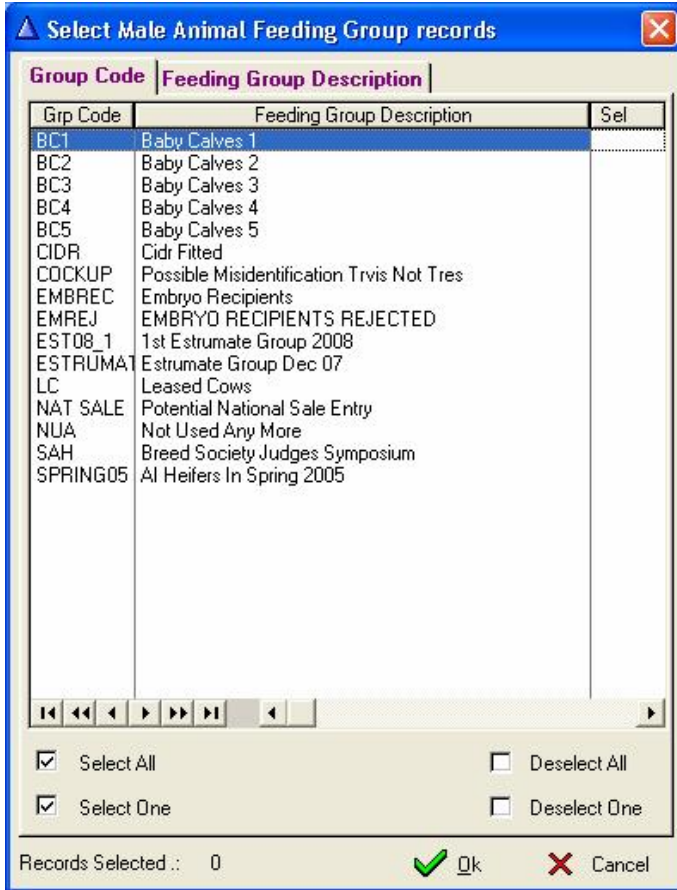 Select Male Animal Feeding Group records
Group Code Feeding Group Description
Grp Code Feeding Group Description Sel
BC1 Baby Calves 1
BC2 Baby Calves 2
BC3 Baby Calves 3
BC4 Baby Calves 4
BC5 Baby Calves 5
CIDR Cidr Fitted
COCKUP Possible Misidentification Trvis Not Tres
EMBREC Embryo Recipients
EMREJ EMBRYO RECIPIENTS REJECTED
EST08_1 1st Estrumate Group 2008
ESTRUMAT Estrumate Group Dec 07
LC Leased Cows
NAT SALE Potential National Sale Entry
NUA Not Used Any More
SAH Breed Society Judges Symposium
SPRING05 AI Heifers In Spring 2005
Select All Deselect All
Select One Deselect One
Records Selected .: 0 Ok Cancel